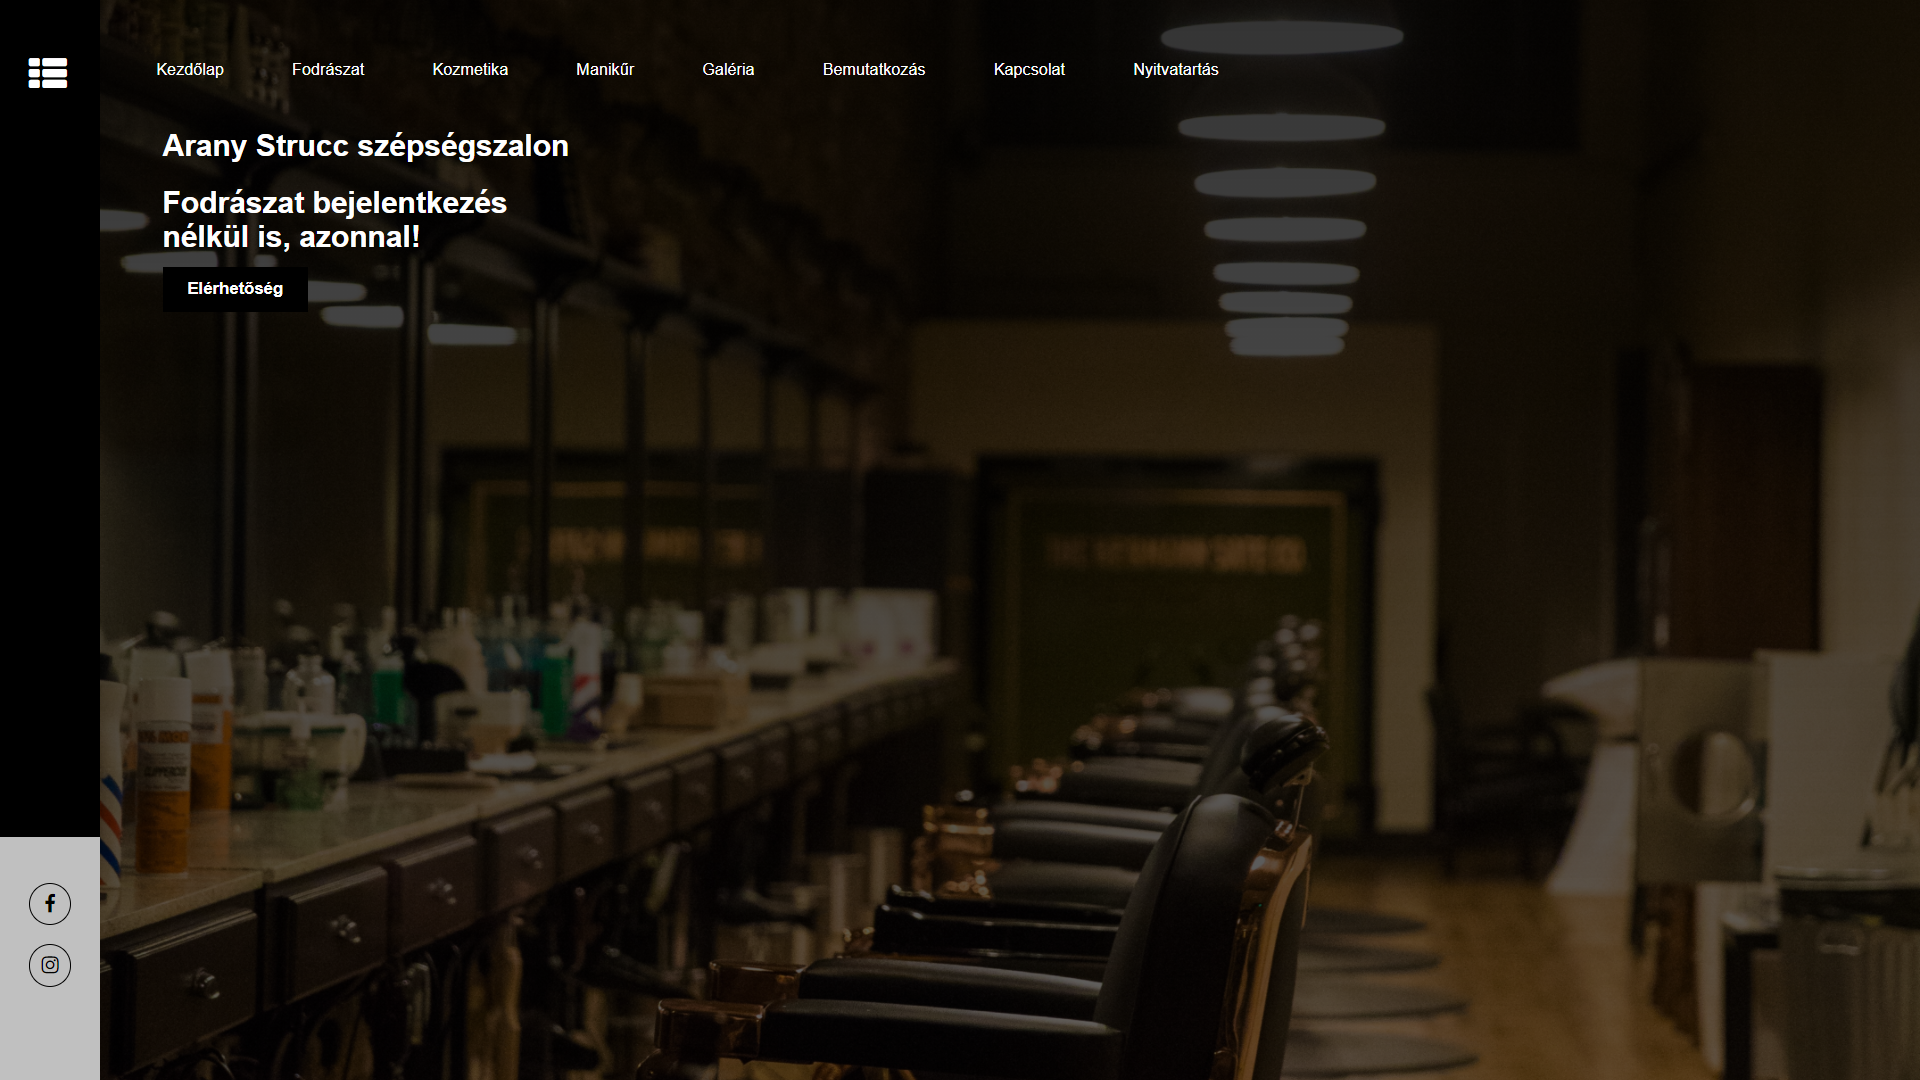 Kezdőlap Fodrászat Kozmetika Manikűr Galéria Bemutatkozás Kapcsolat Nyitvatartás
Arany Strucc szépségszalon
Fodrászat bejelentkezés
nélkül is, azonnal!
Elérhetőség